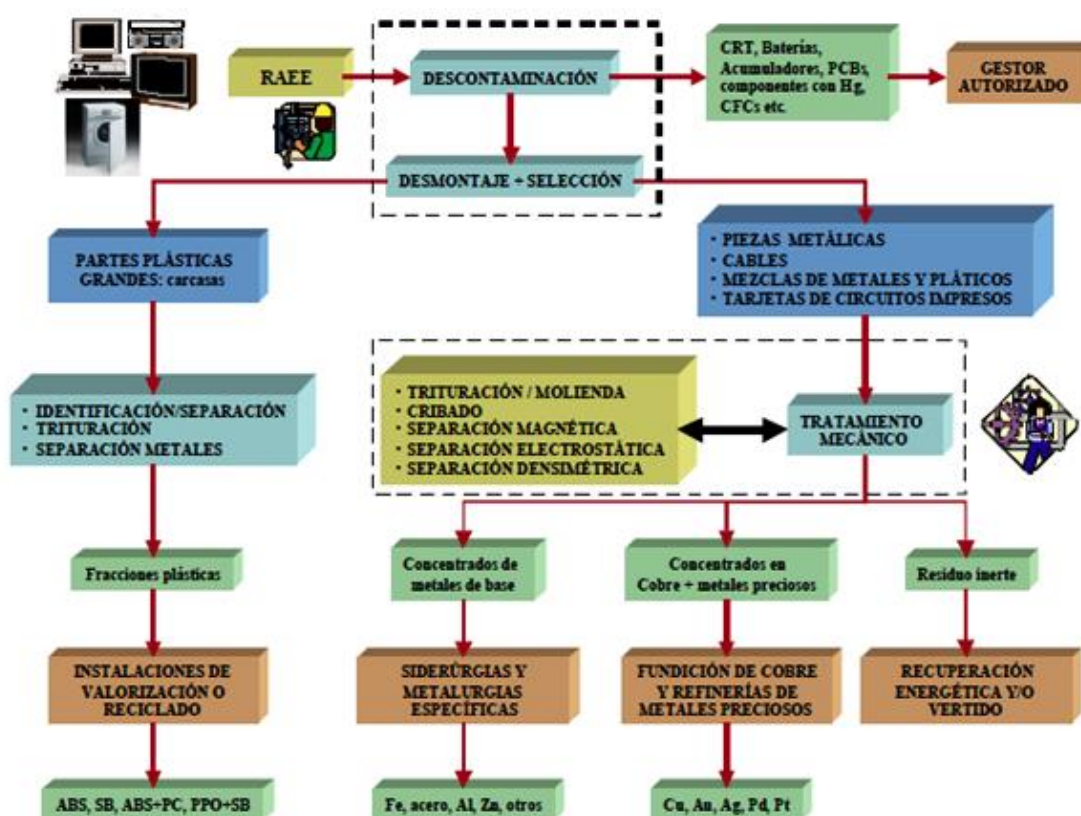 RAEE
DESCONTAMINACIÓN
CRT, Baterías,
Acumuladores, PCBs,
componentes con Hg,
CFCs etc.
GESTOR
AUTORIZADO
DESMONTAJE + SELECCIÓN
PARTES PLÁSTICAS
GRANDES: carcasas
· PIEZAS METÀLICAS
· CABLES
· MEZCLAS DE METALES Y PLÁTICOS
· TARJETAS DE CIRCUITOS IMPRESOS
· IDENTIFICACIÓN/SEPARACIÓN
· TRITURACIÓN
· SEPARACIÓN METALES
· TRITURACIÓN / MOLIENDA
· CRIBADO
· SEPARACIÓN MAGNÉTICA
· SEPARACIÓN ELECTROSTÀTICA
· SEPARACIÓN DENSIMÉTRICA
TRATAMIENTO
MECÀNICO
Fracciones plásticas
Concentrados de
metales de base
Concentrados en
Cobre + metales preciosos
Residuo inerte
INSTALACIONES DE
VALORIZACIÓN O
RECICLADO
SIDERÚRGIAS Y
METALURGIAS
ESPECÍFICAS
FUNDICIÓN DE COBRE
Y REFINERÍAS DE
METALES PRECIOSOS
RECUPERACIÓN
ENERGÉTICA Y/O
VERTIDO
ABS, SB, ABS+PC, PPO+SB
Fe, acero, Al, Zn, otros
Cu, Au, Ag, Pd, Pt